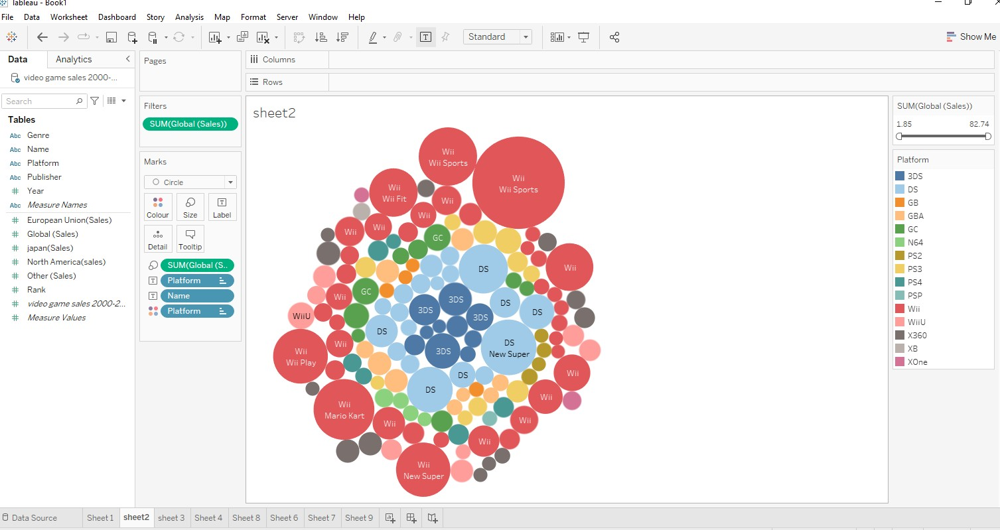 Tableau - Book1
File Data Worksheet Dashboard Story Analysis Map Format Server Window Help
Standard
Show Me
Data Analytics
video game sales 2000-...
Search
Tables
Abc Genre
Abc Name
Abc Platform
Abc Publisher
Year
Abc Measure Names
European Union(Sales)
Global (Sales)
japan(Sales)
North America(sales)
Other (Sales)
Rank
video game sales 2000-2...
Measure Values
Pages
Filters
SUM(Global (Sales))
Marks
Circle
Colour Size Label
Detail Tooltip
SUM(Global (S..
Platform
Name
Platform
Columns
Rows
sheet2
Wii
Wii Sports
Wii
Wii Sports
Wii
Wii Fit
Wii
Wii
Wii
Wii
GC
Wii
DS
GC
Wii
3DS
DS
3DS
DS
3DS
WiiU
DS
Wii
3DS
DS
New Super
Wii
Wii Play
DS
Wii
DS
Wii
Wii
Mario Kart
Wii
Wii
Wii
Wii
New Super
SUM(Global (Sales))
1.85 82.74
Platform
3DS
DS
GB
GBA
GC
N64
PS2
PS3
PS4
PSP
Wii
WiiU
X360
XB
XOne
Data Source Sheet 1 sheet2 sheet 3 Sheet 4 Sheet 8 Sheet 6 Sheet 7 Sheet 9